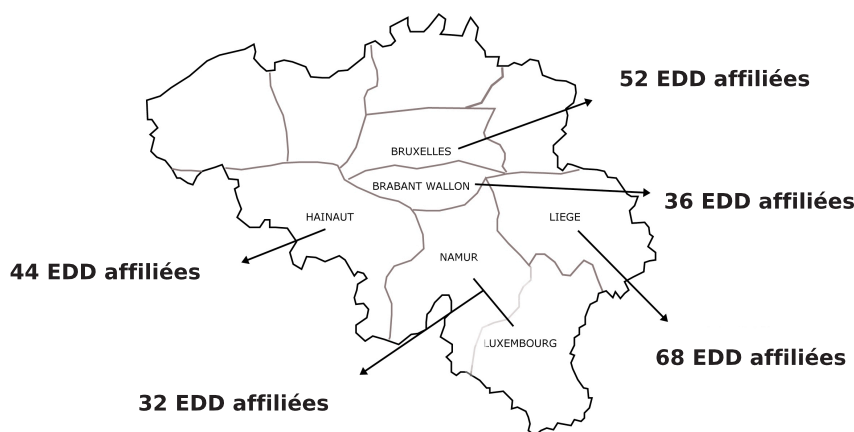 52 EDD affiliées
BRUXELLES
BRABANT WALLON
36 EDD affiliées
HAINAUT
LIEGE
NAMUR
44 EDD affiliées
LUXEMBOURG
68 EDD affiliées
32 EDD affiliées